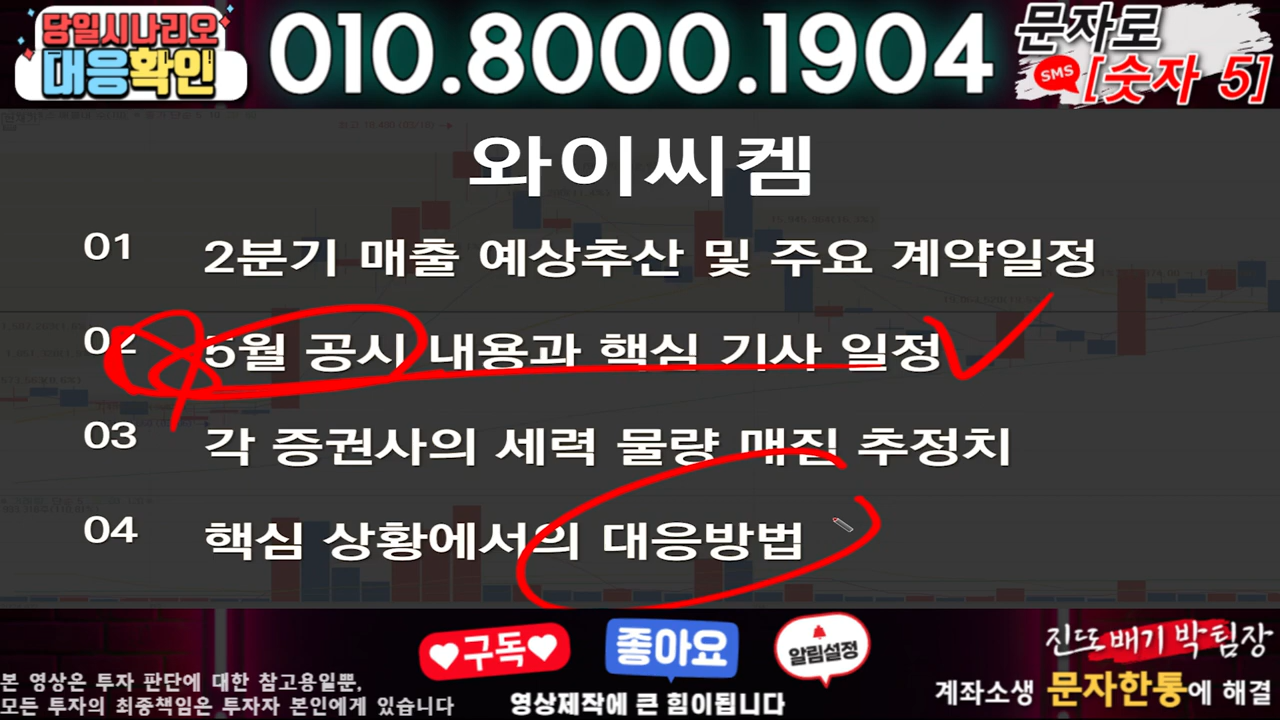 당일시나리오
대응확인
010.8000.1904
문자로
SMS
[숫자 5]
와이씨켐
01 2분기 매출 예상추산 및 주요 계약일정
02 5월 공시 내용과 핵심 기사 일정
03 각 증권사의 세력 물량 매집 추정치
04 핵심 상황에서의 대응방법
구독
좋아요
알림설정
진또배기 박팀장
본 영상은 투자 판단에 대한 참고용일뿐,
모든 투자의 최종책임은 투자자 본인에게 있습니다
영상제작에 큰 힘이됩니다
계좌소생 문자한통에 해결